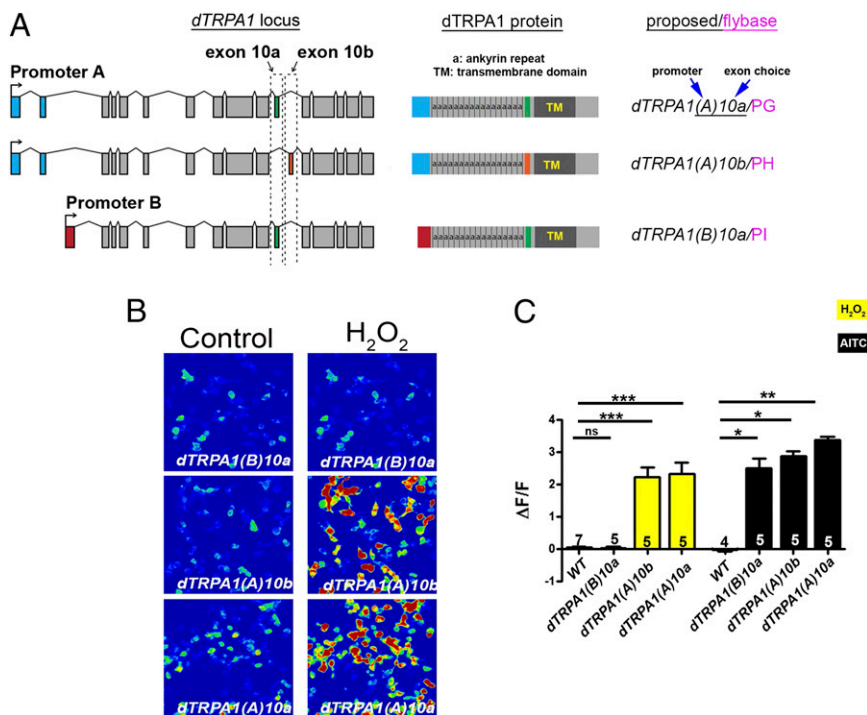 A
dTRPA1 locus
dTRPA1 protein
proposed/flybase
exon 10a
exon 10b
a: ankyrin repeat
TM: transmembrane domain
promoter
exon choice
Promoter A
aaaaaaaaaaaaaaaa
TM
dTRPA1(A)10a/PG
aaaaaaaaaaaaaaaa
TM
dTRPA1(A)10b/PH
Promoter B
aaaaaaaaaaaaaaaa
TM
dTRPA1(B)10a/PI
B
Control
H2O2
dTRPA1(B)10a
dTRPA1(B)10a
dTRPA1(A)10b
dTRPA1(A)10b
dTRPA1(A)10a
dTRPA1(A)10a
C
H2O2
AITC
***
***
ns
**
*
*
ΔF/F
4
3
2
1
0
-1
7
5
5
5
4
5
5
5
WT
dTRPA1(B)10a
dTRPA1(A)10b
dTRPA1(A)10a
WT
dTRPA1(B)10a
dTRPA1(A)10b
dTRPA1(A)10a